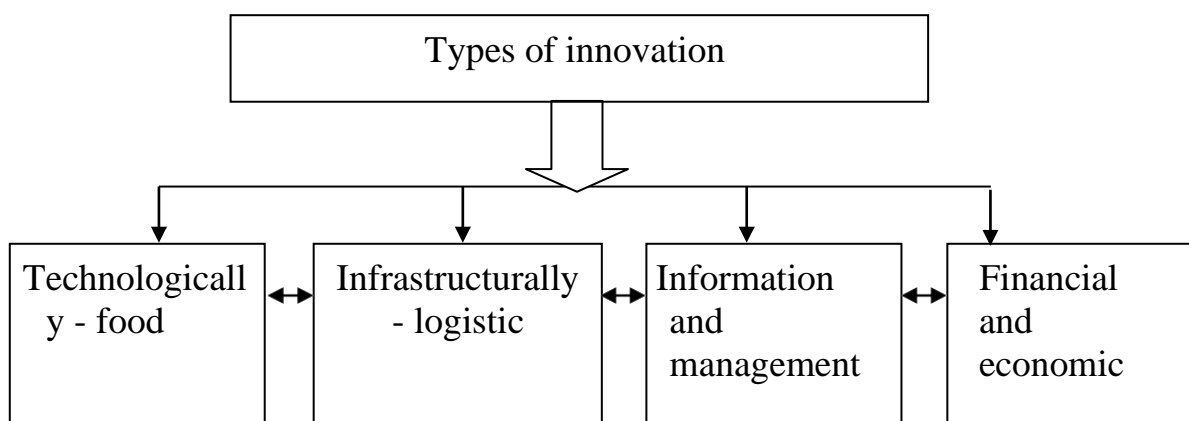 Types of innovation
Technologicall
y - food
Infrastructurally
- logistic
Information
and
management
Financial
and
economic